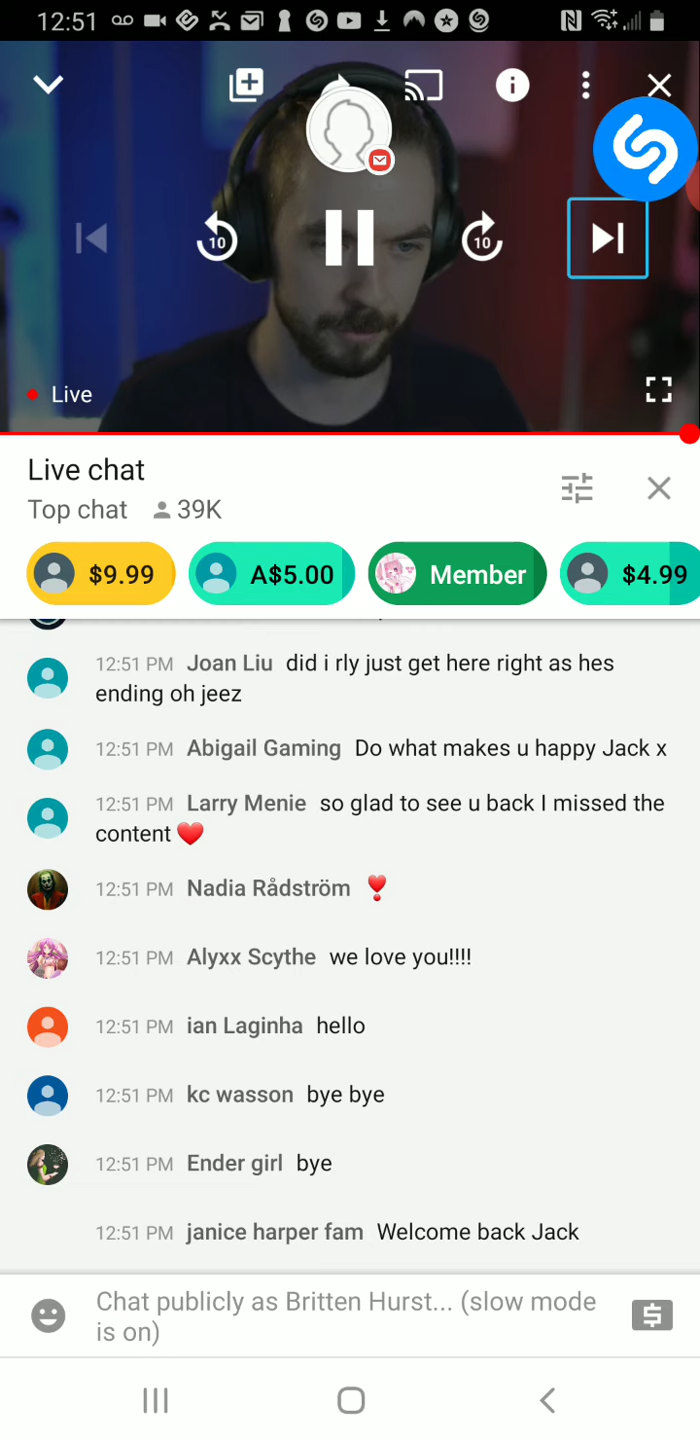 12:51
10
10
Live
Live chat
Top chat 39K
$9.99 A$5.00 Member $4.99
12:51 PM Joan Liu did i rly just get here right as hes
ending oh jeez
12:51 PM Abigail Gaming Do what makes u happy Jack x
12:51 PM Larry Menie so glad to see u back I missed the
content ❤️
12:51 PM Nadia Rådström ❣️
12:51 PM Alyxx Scythe we love you!!!!
12:51 PM ian Laginha hello
12:51 PM kc wasson bye bye
12:51 PM Ender girl bye
12:51 PM janice harper fam Welcome back Jack
Chat publicly as Britten Hurst... (slow mode
is on)